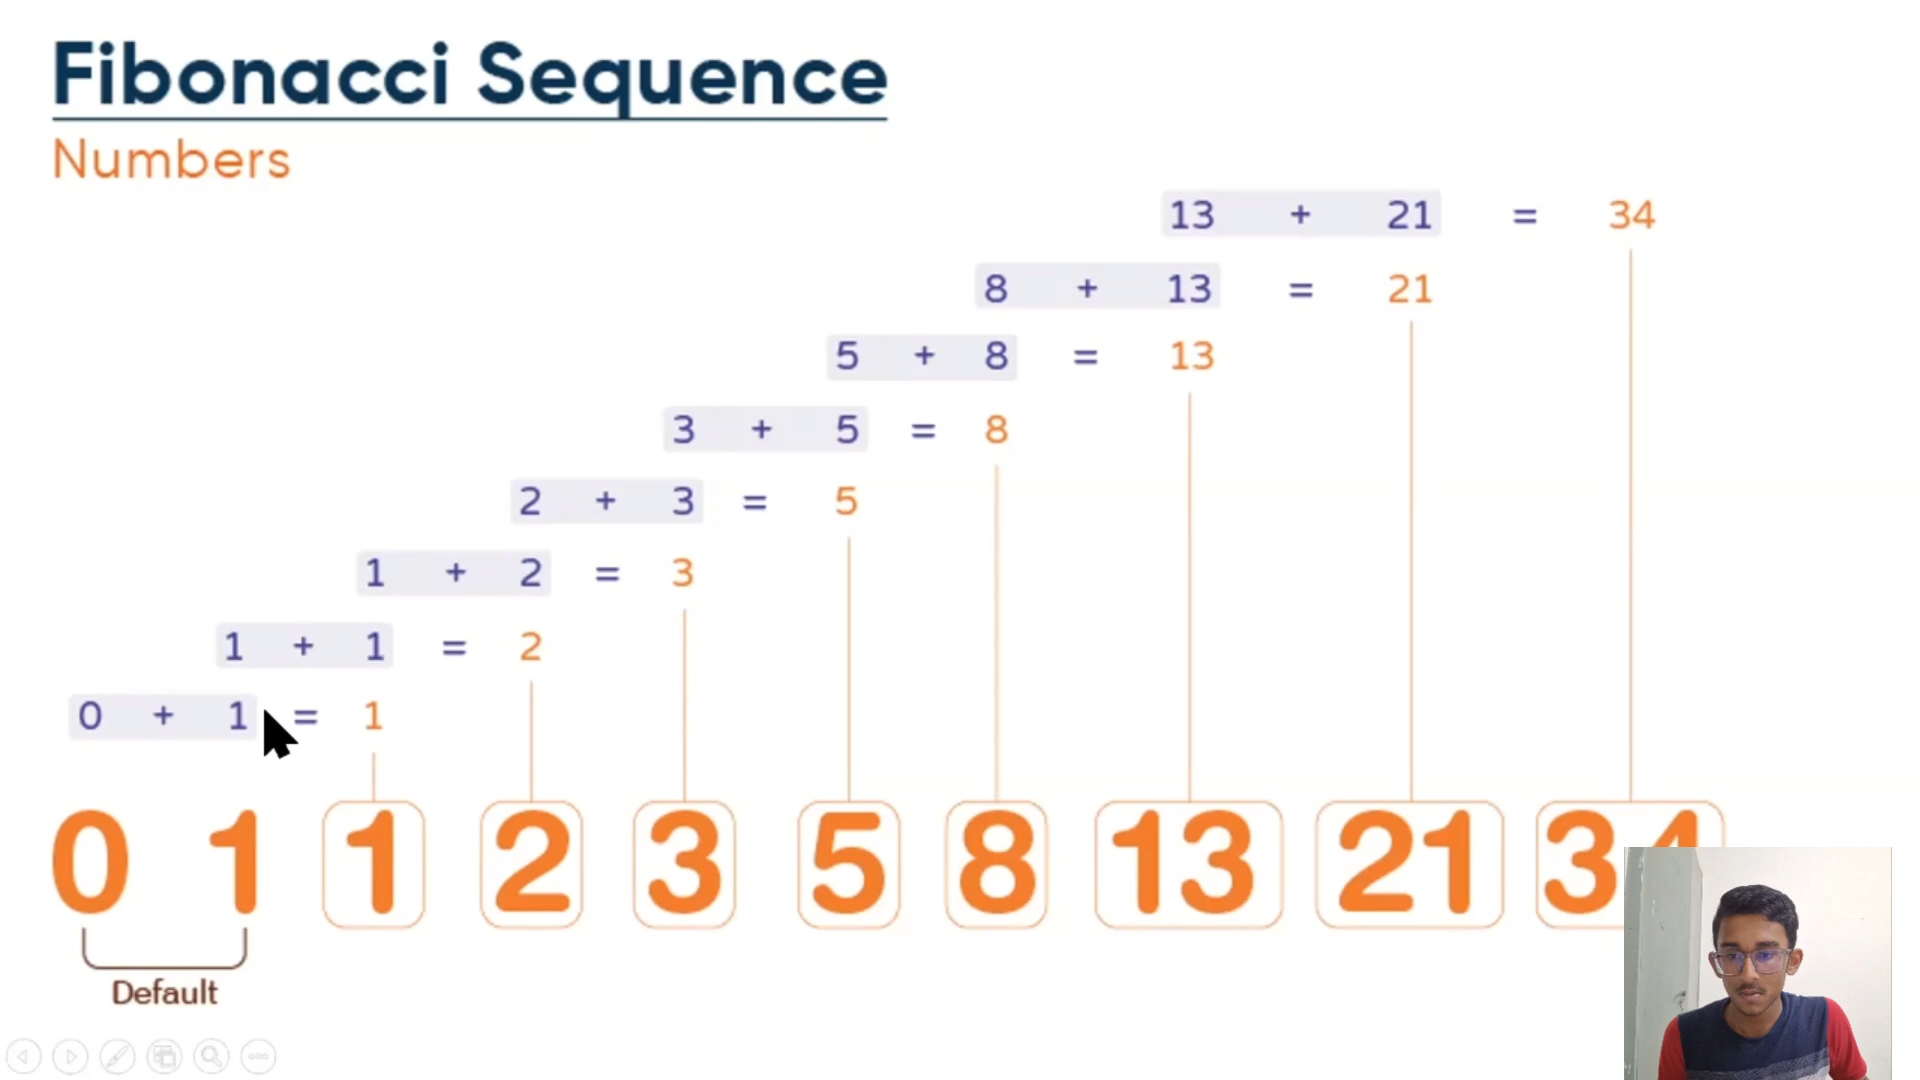 Fibonacci Sequence
Numbers
13 + 21 = 34
8 + 13 = 21
5 + 8 = 13
3 + 5 = 8
2 + 3 = 5
1 + 2 = 3
1 + 1 = 2
0 + 1 = 1
0 1 1 2 3 5 8 13 21 34
Default